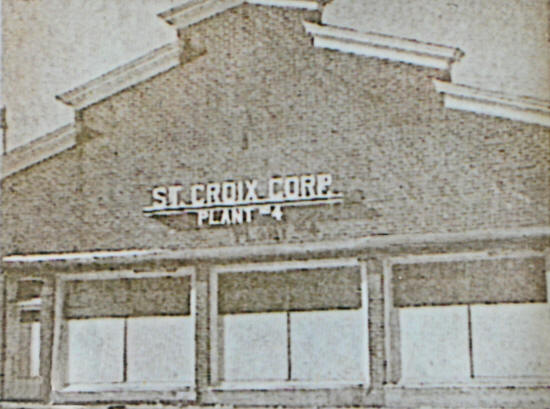 ST. CROIX CORP.
PLANT #4